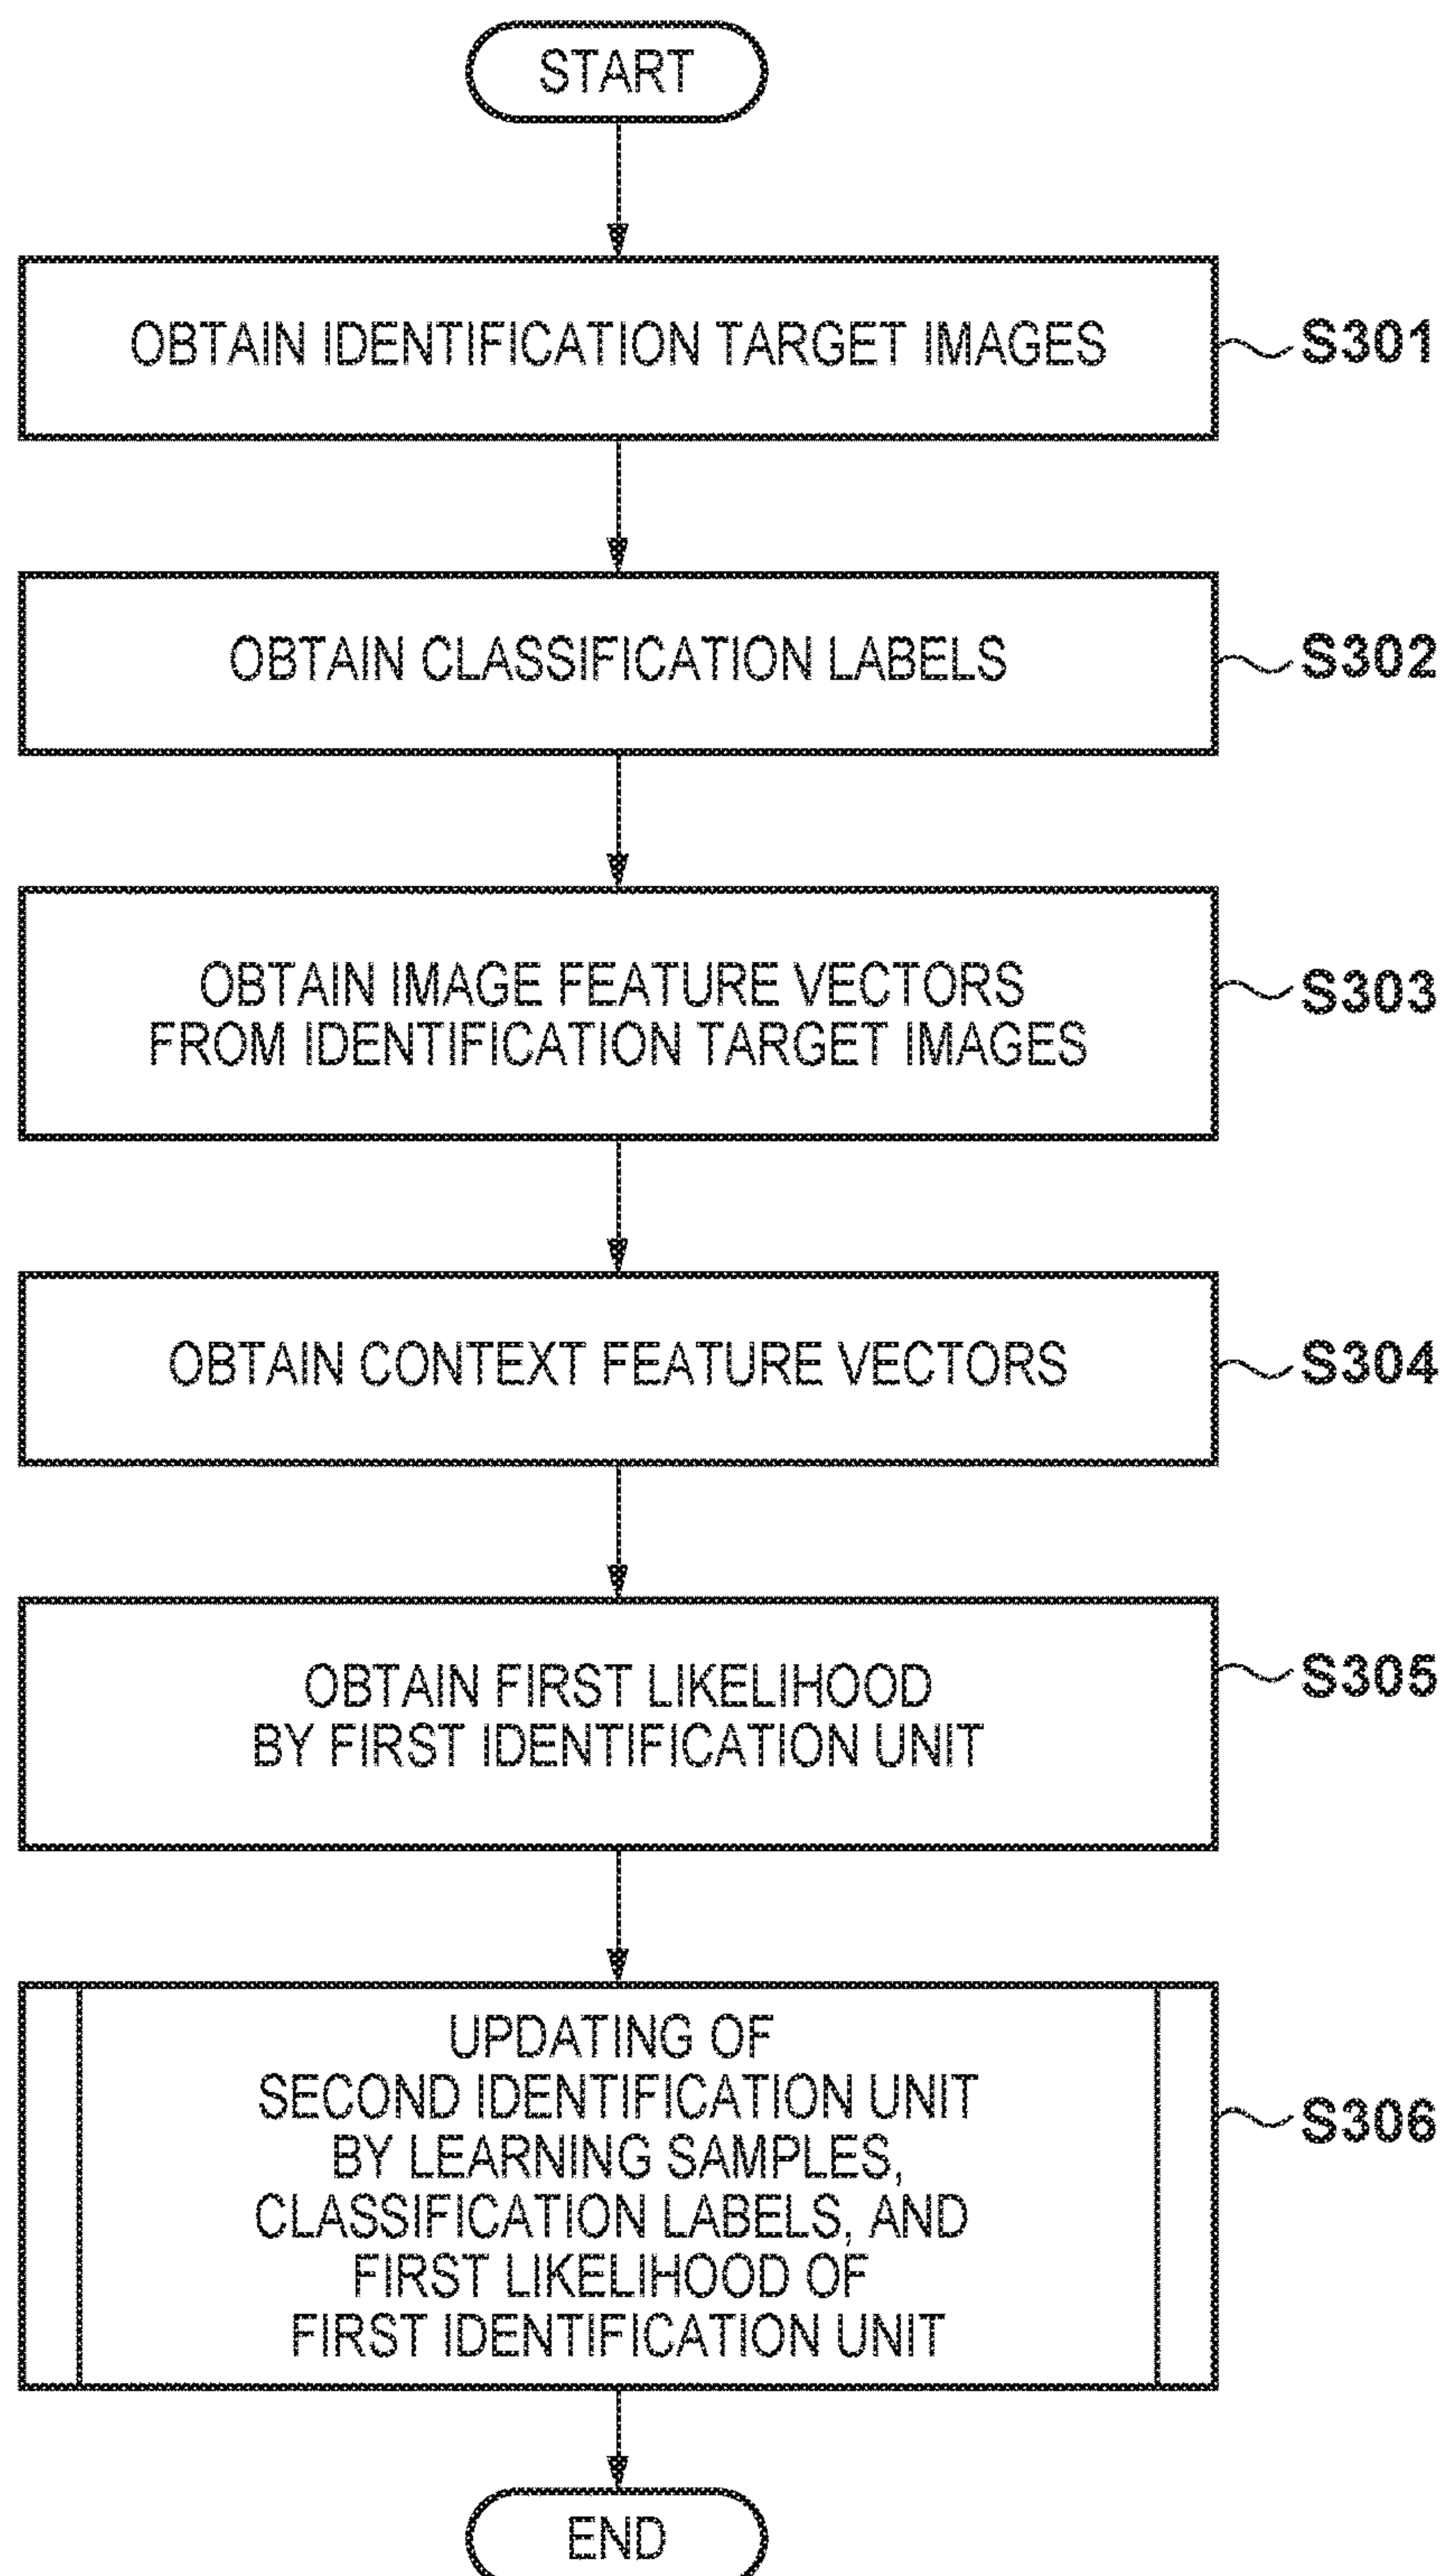 START
OBTAIN IDENTIFICATION TARGET IMAGES
S301
OBTAIN CLASSIFICATION LABELS
S302
OBTAIN IMAGE FEATURE VECTORS
FROM IDENTIFICATION TARGET IMAGES
S303
OBTAIN CONTEXT FEATURE VECTORS
S304
OBTAIN FIRST LIKELIHOOD
BY FIRST IDENTIFICATION UNIT
S305
UPDATING OF
SECOND IDENTIFICATION UNIT
BY LEARNING SAMPLES,
CLASSIFICATION LABELS, AND
FIRST LIKELIHOOD OF
FIRST IDENTIFICATION UNIT
S306
END